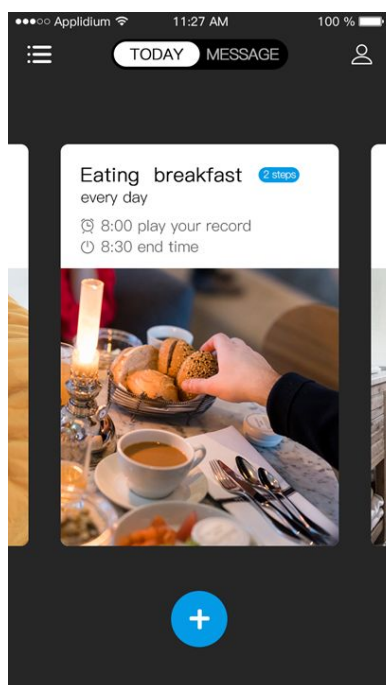 Applidium 11:27 AM 100 %
TODAY MESSAGE
Eating breakfast 2 steps
every day
8:00 play your record
8:30 end time